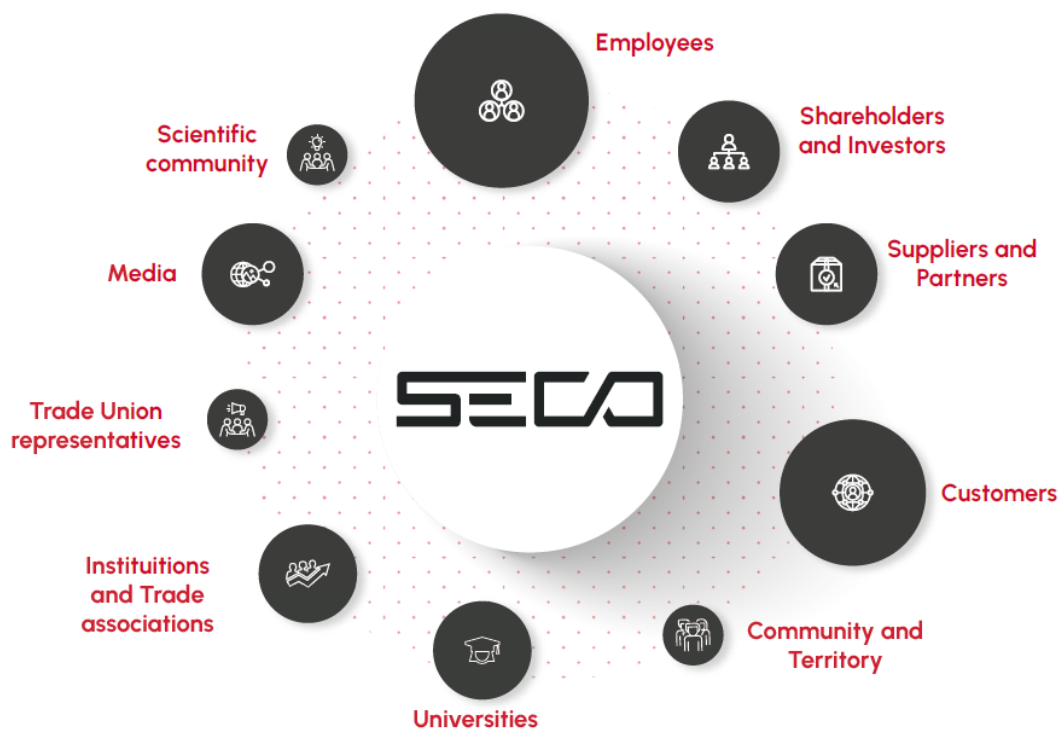 Employees
Shareholders
and Investors
Scientific
community
Suppliers and
Partners
Media
SECO
Trade Union
representatives
Customers
Instituitions
and Trade
associations
Community and
Territory
Universities